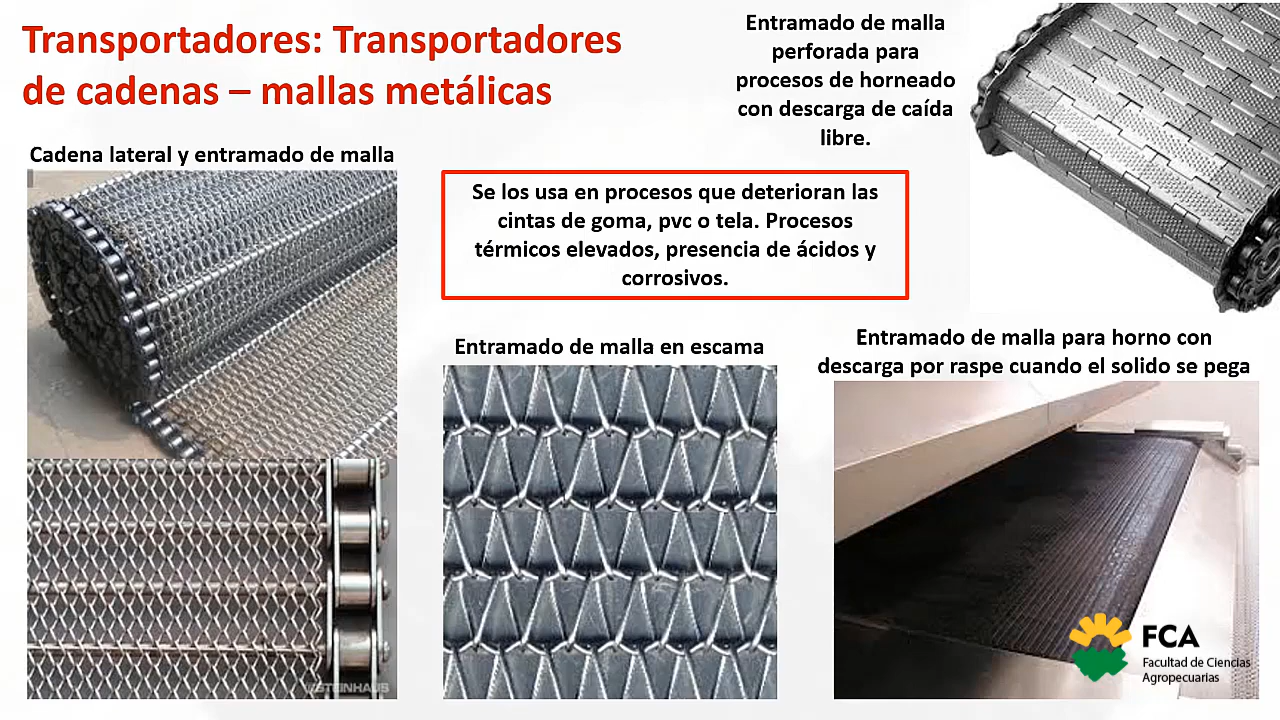 Transportadores: Transportadores
de cadenas – mallas metálicas
Entramado de malla
perforada para
procesos de horneado
con descarga de caída
libre.
Cadena lateral y entramado de malla
Se los usa en procesos que deterioran las
cintas de goma, pvc o tela. Procesos
térmicos elevados, presencia de ácidos y
corrosivos.
Entramado de malla en escama
Entramado de malla para horno con
descarga por raspe cuando el solido se pega
STEINHAUS
FCA
Facultad de Ciencias
Agropecuarias